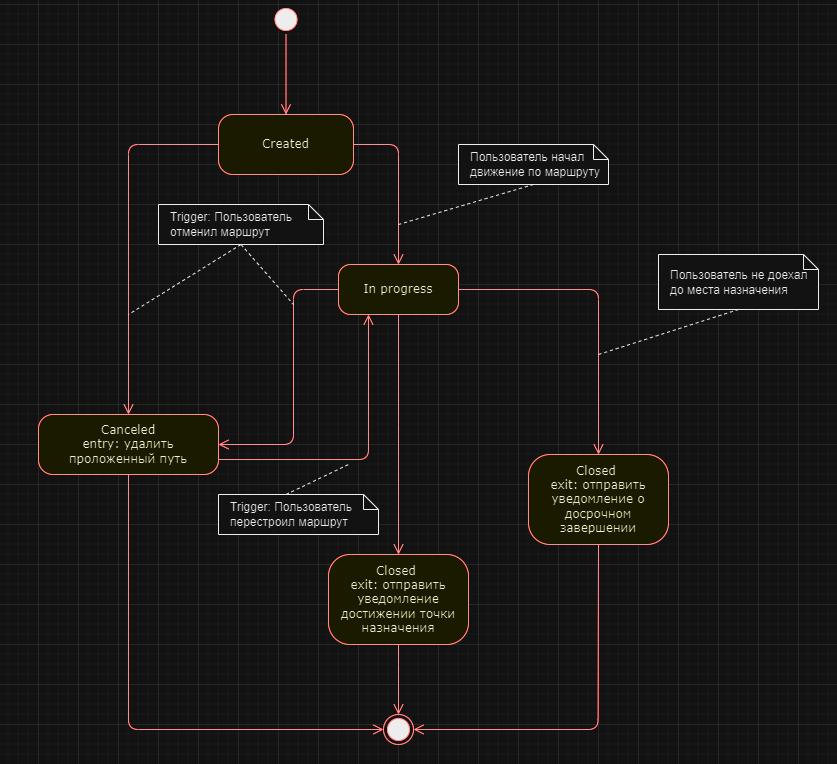 Created
Пользователь начал
движение по маршруту
Trigger: Пользователь
отменил маршрут
In progress
Пользователь не доехал
до места назначения
Canceled
entry: удалить
проложенный путь
Trigger: Пользователь
перестроил маршрут
Closed
exit: отправить
уведомление о
досрочном
завершении
Closed
exit: отправить
уведомление
достижении точки
назначения